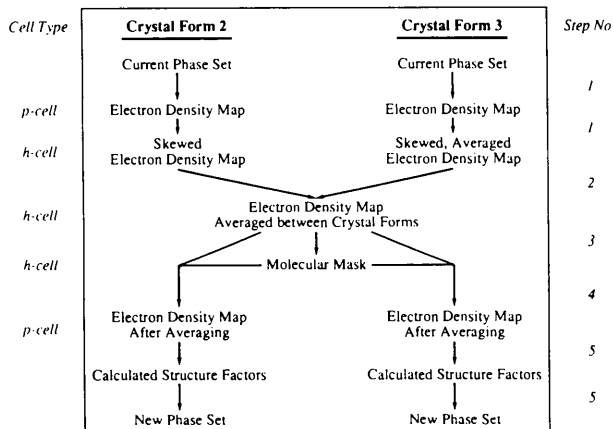 Cell Type Crystal Form 2 Crystal Form 3 Step No
Current Phase Set Current Phase Set
1
p-cell Electron Density Map Electron Density Map
1
h-cell Skewed Skewed, Averaged
Electron Density Map Electron Density Map
2
h-cell Electron Density Map
Averaged between Crystal Forms
3
h-cell Molecular Mask
4
p-cell Electron Density Map Electron Density Map
After Averaging After Averaging
5
Calculated Structure Factors Calculated Structure Factors
5
New Phase Set New Phase Set